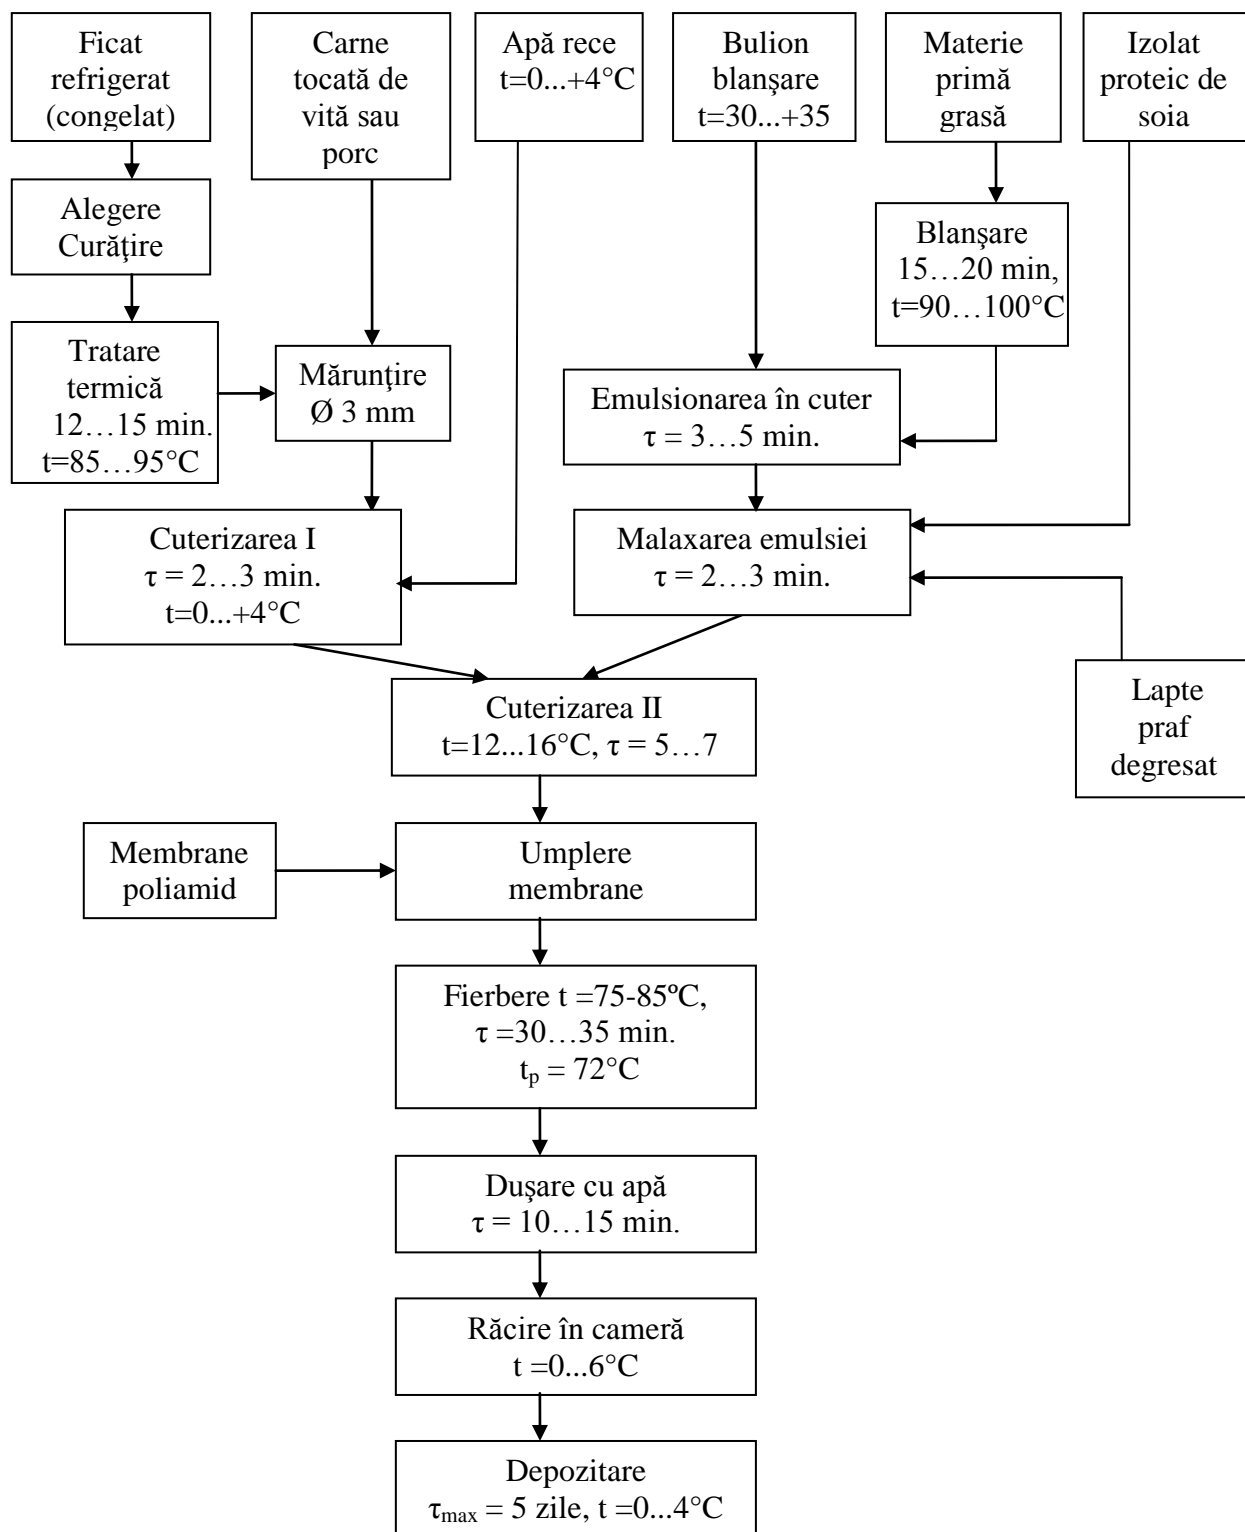 Ficat
refrigerat
(congelat)
Carne
tocată de
vită sau
porc
Apă rece
t=0...+4°C
Bulion
blanşare
t=30...+35
Materie
primă
grasă
Izolat
proteic de
soia
Alegere
Curăţire
Blanşare
15…20 min,
t=90…100°C
Tratare
termică
12…15 min.
t=85…95°C
Mărunţire
Ø 3 mm
Emulsionarea în cuter
τ = 3…5 min.
Cuterizarea I
τ = 2…3 min.
t=0...+4°C
Malaxarea emulsiei
τ = 2…3 min.
Lapte
praf
degresat
Cuterizarea II
t=12...16°C, τ = 5…7
Membrane
poliamid
Umplere
membrane
Fierbere t =75-85ºC,
τ =30…35 min.
tp = 72°C
Duşare cu apă
τ = 10…15 min.
Răcire în cameră
t =0...6°C
Depozitare
τmax = 5 zile, t =0...4°C